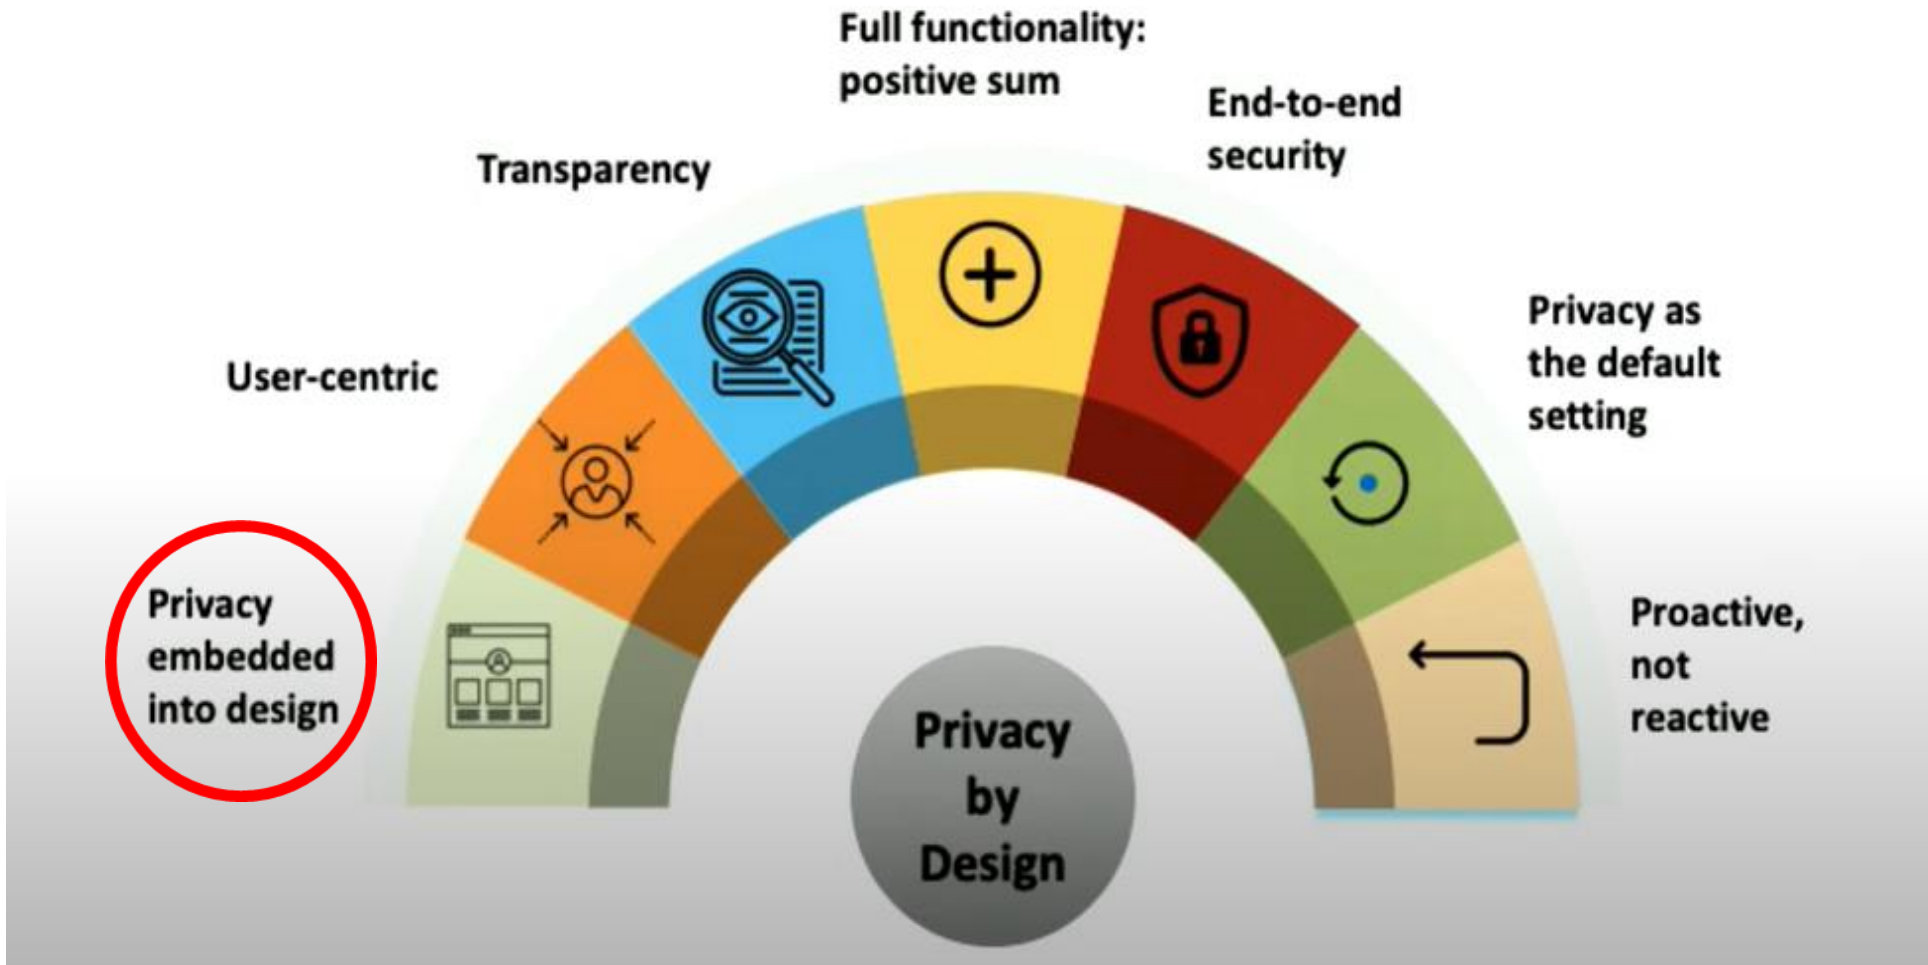 Full functionality:
positive sum
End-to-end
security
Transparency
Privacy as
the default
setting
User-centric
Privacy
embedded
into design
Proactive,
not
reactive
Privacy
by
Design